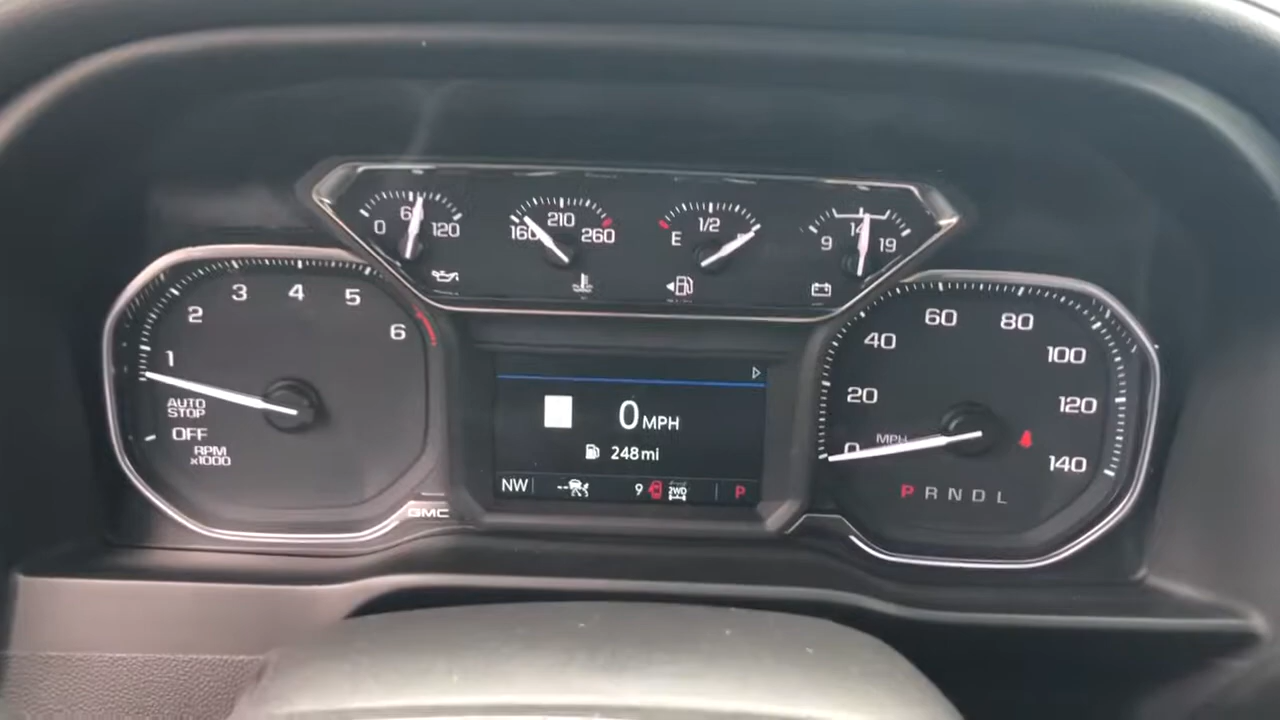 0 60 120
160 210 260
E 1/2
9 14 19
1 2 3 4 5 6
AUTO
STOP
OFF
RPM
x1000
GMC
0 MPH
248 mi
NW
9
2WD
P
0 20 40 60 80 100 120 140
MPH
P R N D L